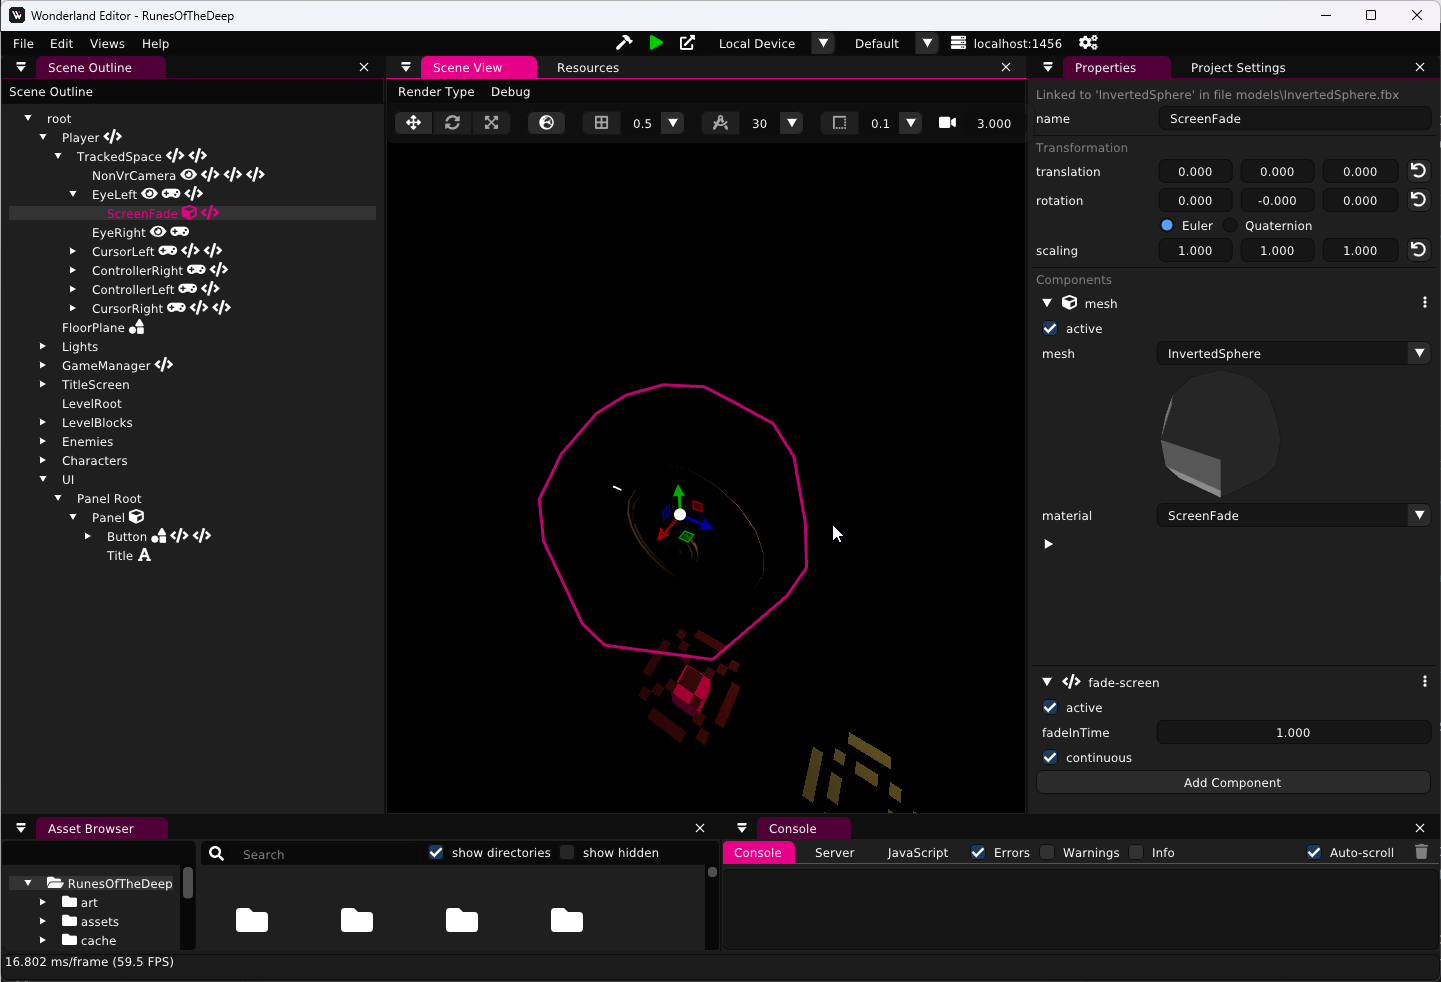 Wonderland Editor - RunesOfTheDeep
File Edit Views Help
Local Device Default localhost:1456
Scene Outline
Scene Outline
root
Player
TrackedSpace
NonVrCamera
EyeLeft
ScreenFade
EyeRight
CursorLeft
ControllerRight
ControllerLeft
CursorRight
FloorPlane
Lights
GameManager
TitleScreen
LevelRoot
LevelBlocks
Enemies
Characters
UI
Panel Root
Panel
Button
Title
Scene View Resources
Render Type Debug
0.5 30 0.1 3.000
Properties Project Settings
Linked to 'InvertedSphere' in file models\InvertedSphere.fbx
name ScreenFade
Transformation
translation 0.000 0.000 0.000
rotation 0.000 -0.000 0.000
Euler Quaternion
scaling 1.000 1.000 1.000
Components
mesh
active
mesh InvertedSphere
material ScreenFade
fade-screen
active
fadeInTime 1.000
continuous
Add Component
Asset Browser
Search show directories show hidden
RunesOfTheDeep
art
assets
cache
Console
Console Server JavaScript Errors Warnings Info Auto-scroll
16.802 ms/frame (59.5 FPS)